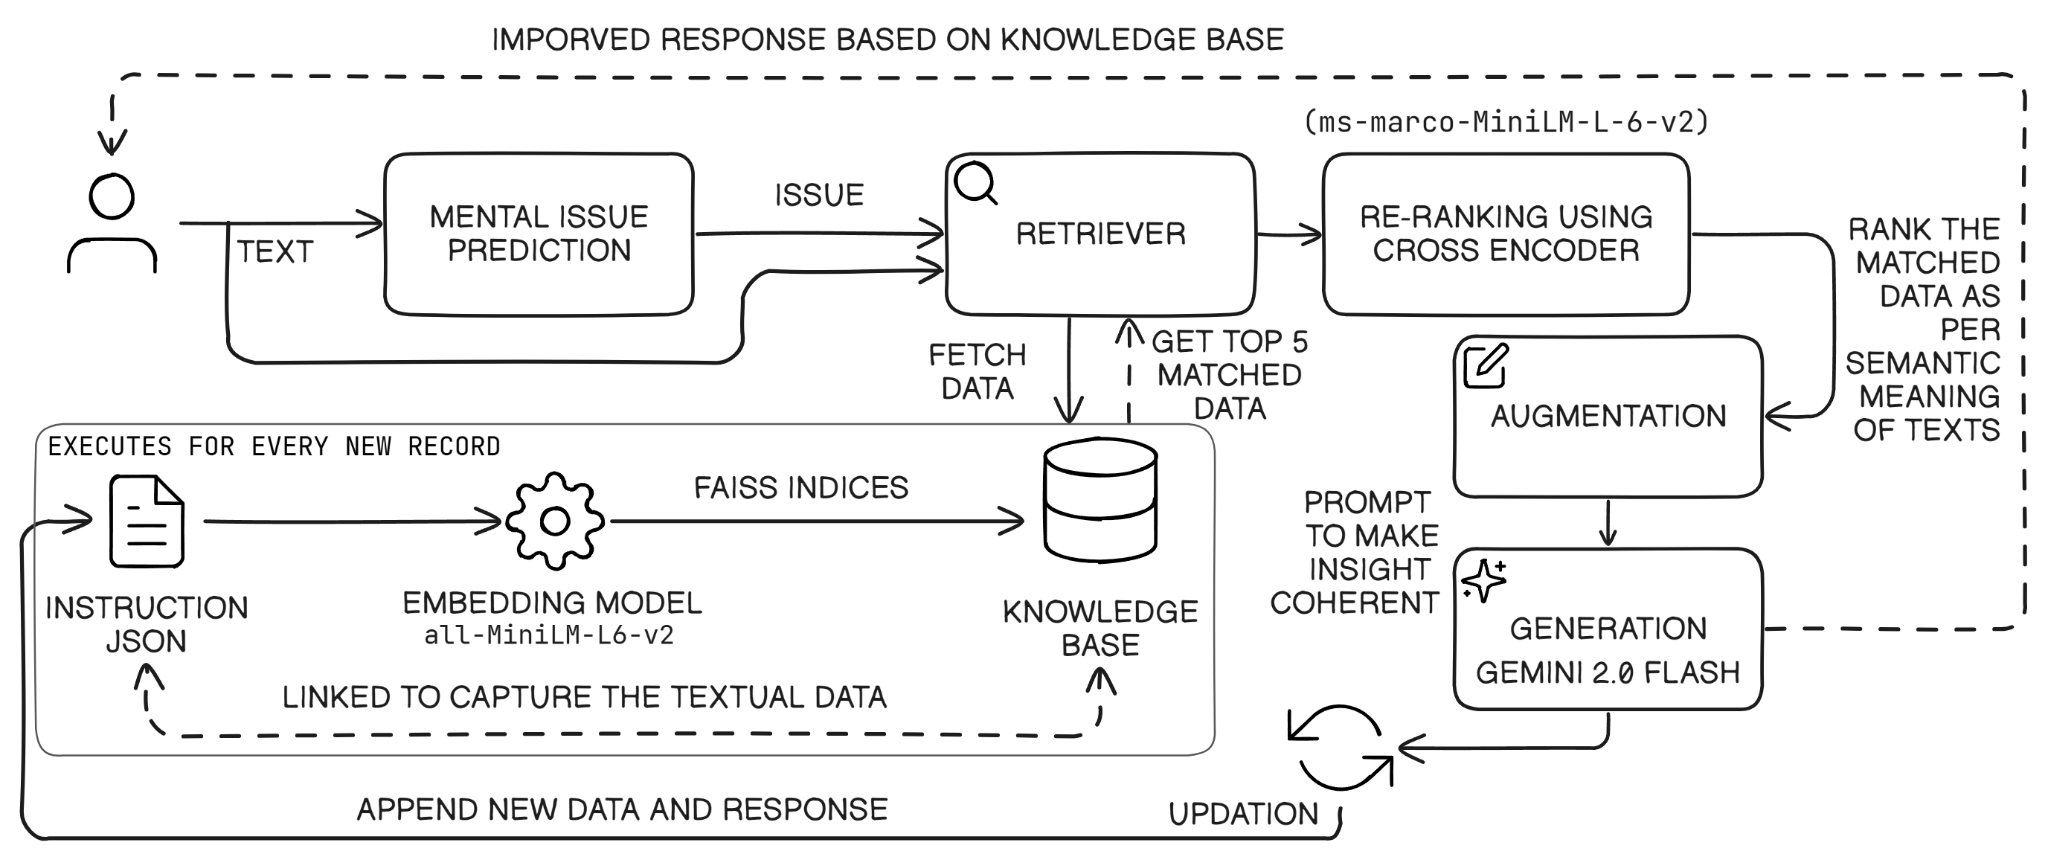 IMPORVED RESPONSE BASED ON KNOWLEDGE BASE
(ms-marco-MiniLM-L-6-v2)
TEXT
MENTAL ISSUE
PREDICTION
ISSUE
RETRIEVER
RE-RANKING USING
CROSS ENCODER
RANK THE
MATCHED
DATA AS
PER
SEMANTIC
MEANING
OF TEXTS
FETCH
DATA
GET TOP 5
MATCHED
DATA
AUGMENTATION
EXECUTES FOR EVERY NEW RECORD
FAISS INDICES
INSTRUCTION
JSON
EMBEDDING MODEL
all-MiniLM-L6-v2
KNOWLEDGE
BASE
LINKED TO CAPTURE THE TEXTUAL DATA
PROMPT
TO MAKE
INSIGHT
COHERENT
GENERATION
GEMINI 2.0 FLASH
UPDATION
APPEND NEW DATA AND RESPONSE